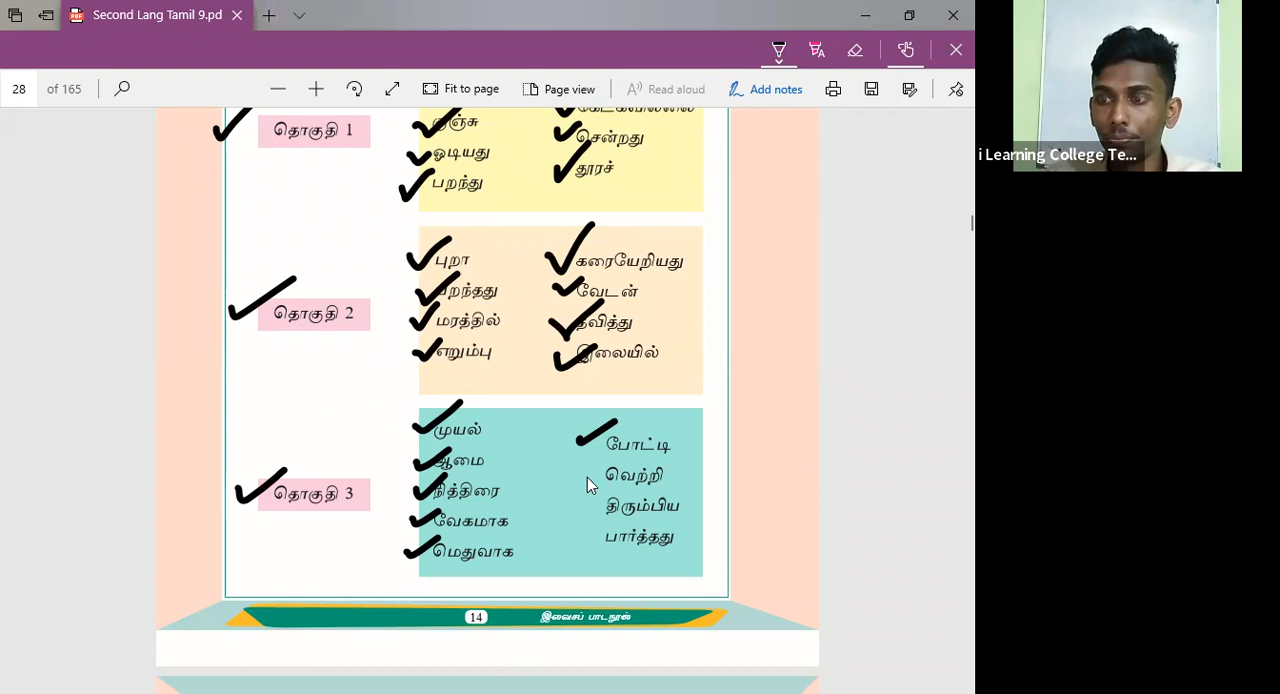 Second Lang Tamil 9.pd
28 of 165
Fit to page
Page view
Read aloud
Add notes
i Learning College Te...
தொகுதி 1
குஞ்சு
ஓடியது
பறந்து
கேட்கவில்லை
சென்றது
தூரச்
தொகுதி 2
புறா
பறந்தது
மரத்தில்
எறும்பு
கரையேறியது
வேடன்
தவித்து
இலையில்
தொகுதி 3
முயல்
ஆமை
நித்திரை
வேகமாக
மெதுவாக
போட்டி
வெற்றி
திரும்பிய
பார்த்தது
14 இலவசப் பாடநூல்